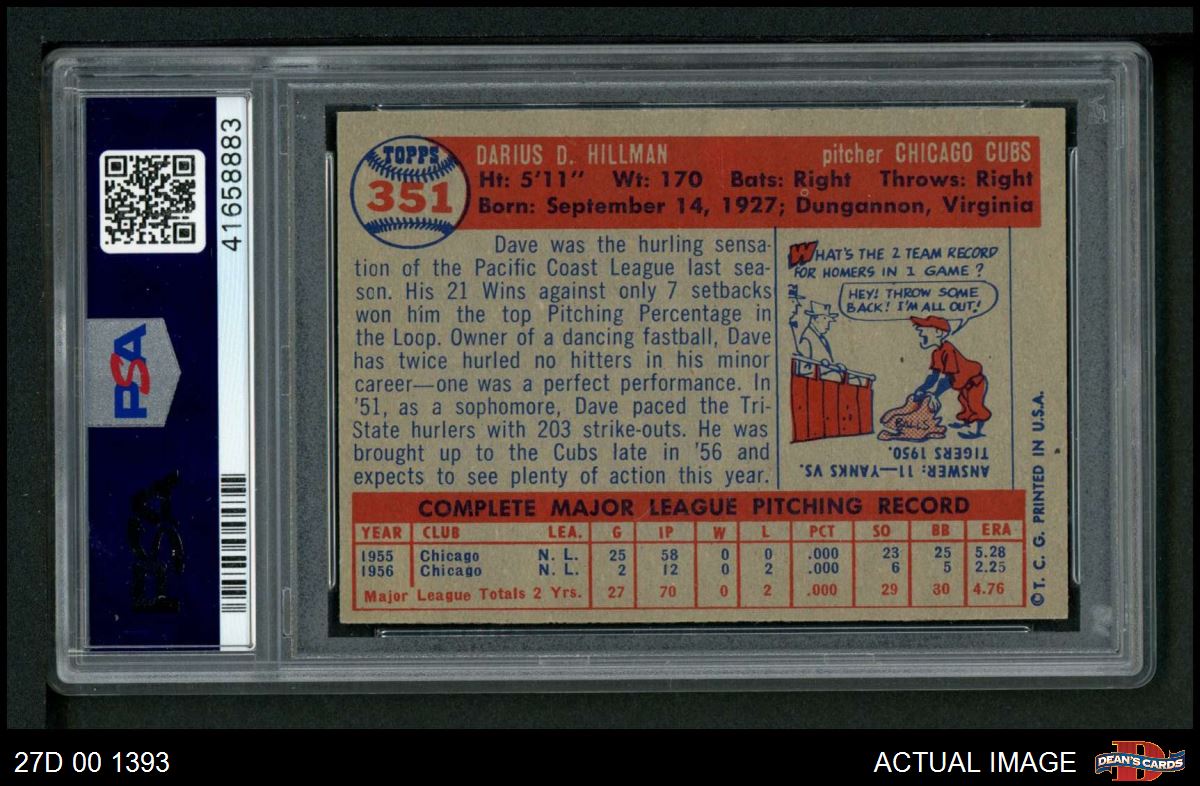 41658883
PSA
PSA
TOPPS
351
DARIUS D. HILLMAN
pitcher CHICAGO CUBS
Ht: 5'11" Wt: 170 Bats: Right Throws: Right
Born: September 14, 1927; Dungannon, Virginia
Dave was the hurling sensa-
tion of the Pacific Coast League last sea-
son. His 21 Wins against only 7 setbacks
won him the top Pitching Percentage in
the Loop. Owner of a dancing fastball, Dave
has twice hurled no hitters in his minor
career—one was a perfect performance. In
'51, as a sophomore, Dave paced the Tri-
State hurlers with 203 strike-outs. He was
brought up to the Cubs late in '56 and
expects to see plenty of action this year.
WHAT'S THE 2 TEAM RECORD
FOR HOMERS IN 1 GAME?
HEY! THROW SOME
BACK! I'M ALL OUT!
BALLS
ANSWER: 11—YANKS VS.
TIGERS 1950.
COMPLETE MAJOR LEAGUE PITCHING RECORD
YEAR CLUB LEA. G IP W L PCT SO BB ERA
1955 Chicago N. L. 25 58 0 0 .000 23 25 5.28
1956 Chicago N. L. 2 12 0 2 .000 6 5 2.25
Major League Totals 2 Yrs. 27 70 0 2 .000 29 30 4.76
© T. C. G. PRINTED IN U.S.A.
27D 00 1393
ACTUAL IMAGE
D
DEAN'S CARDS